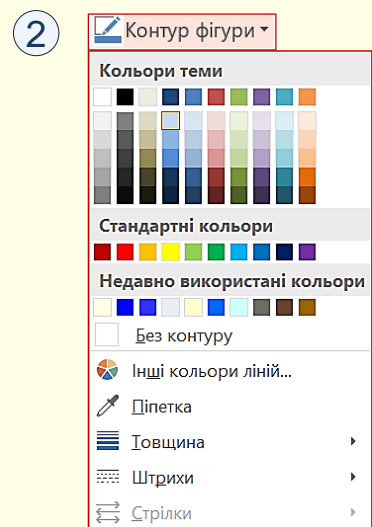 2
Контур фігури
Кольори теми
Стандартні кольори
Недавно використані кольори
Без контуру
Інші кольори ліній...
Піпетка
Товщина
Штрихи
Стрілки